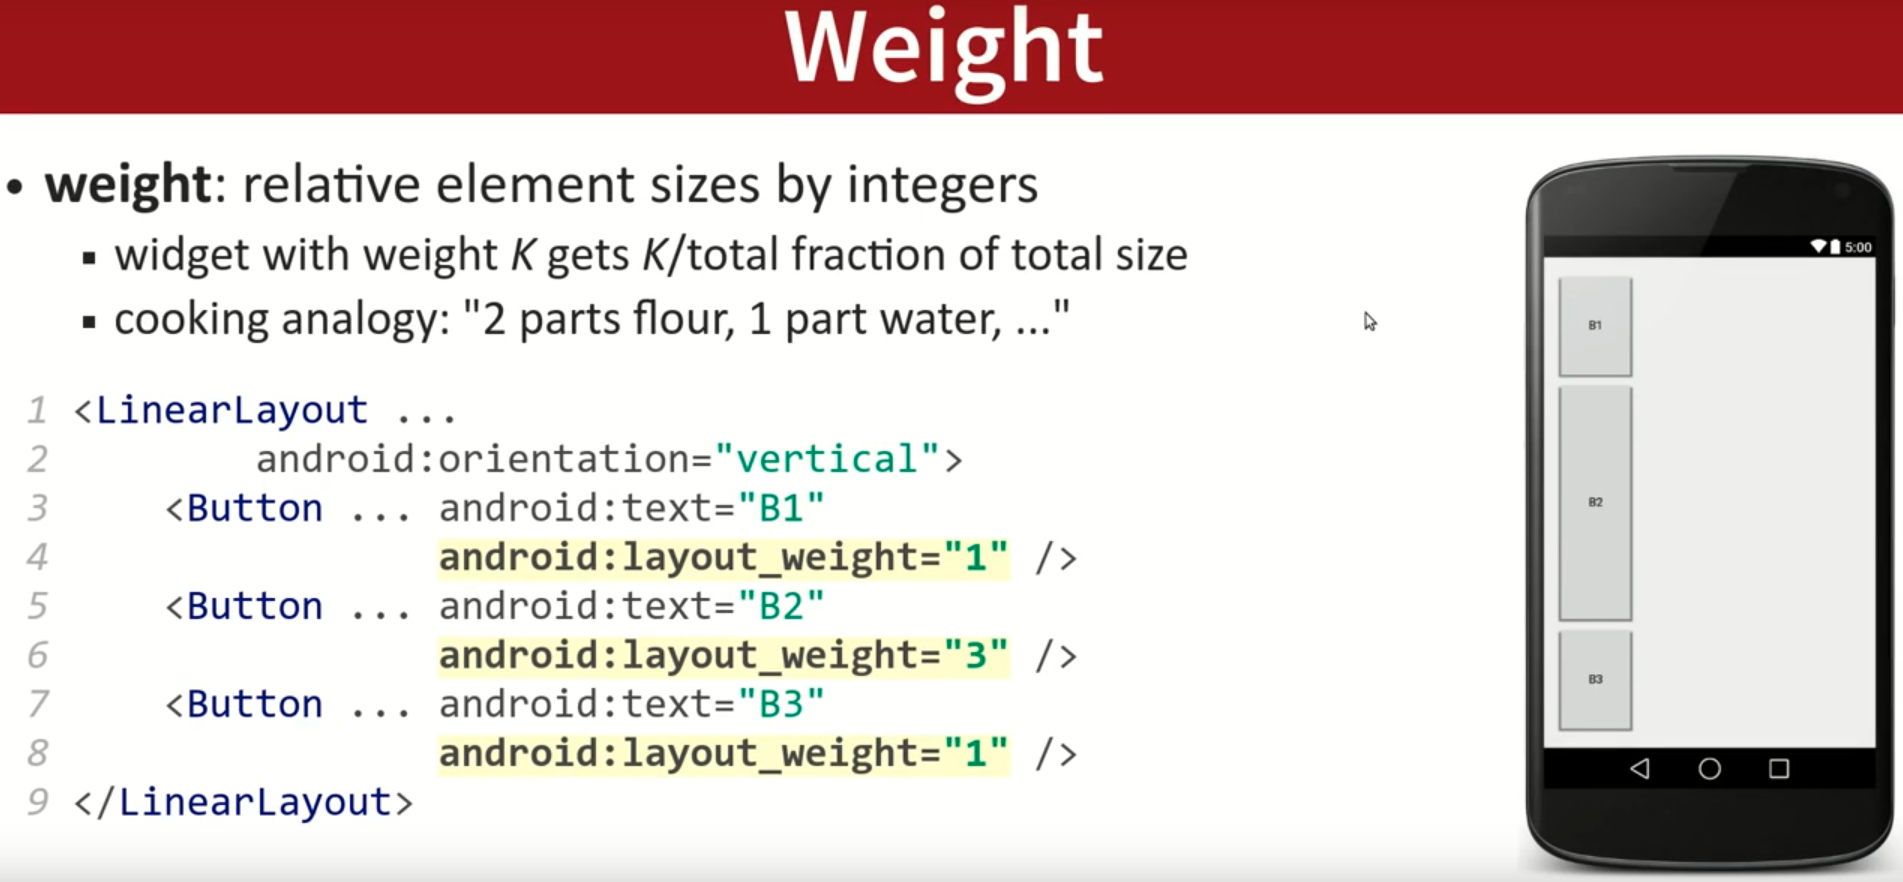 Weight
• weight: relative element sizes by integers
▪ widget with weight K gets K/total fraction of total size
▪ cooking analogy: "2 parts flour, 1 part water, ..."
1 <LinearLayout ...
2 android:orientation="vertical">
3 <Button ... android:text="B1"
4 android:layout_weight="1" />
5 <Button ... android:text="B2"
6 android:layout_weight="3" />
7 <Button ... android:text="B3"
8 android:layout_weight="1" />
9 </LinearLayout>
5:00
B1
B2
B3